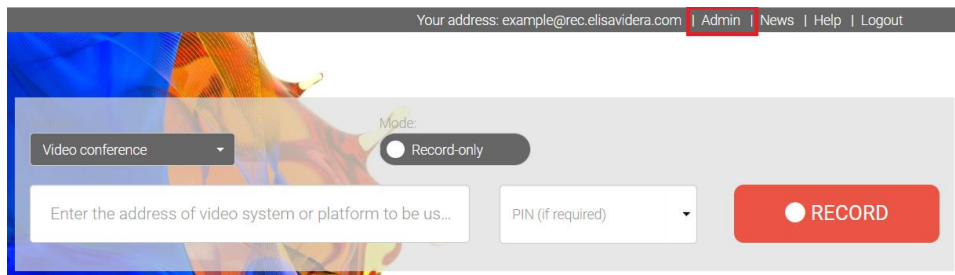 Your address: example@rec.elisavidera.com | Admin | News | Help | Logout
Mode:
Video conference
Record-only
Enter the address of video system or platform to be us...
PIN (if required)
RECORD